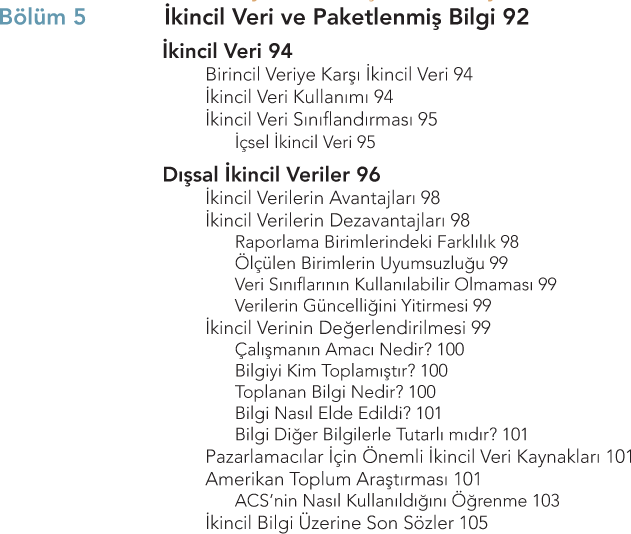 Bölüm 5 İkincil Veri ve Paketlenmiş Bilgi 92
İkincil Veri 94
Birincil Veriye Karşı İkincil Veri 94
İkincil Veri Kullanımı 94
İkincil Veri Sınıflandırması 95
İçsel İkincil Veri 95
Dışsal İkincil Veriler 96
İkincil Verilerin Avantajları 98
İkincil Verilerin Dezavantajları 98
Raporlama Birimlerindeki Farklılık 98
Ölçülen Birimlerin Uyumsuzluğu 99
Veri Sınıflarının Kullanılabilir Olmaması 99
Verilerin Güncelliğini Yitirmesi 99
İkincil Verinin Değerlendirilmesi 99
Çalışmanın Amacı Nedir? 100
Bilgiyi Kim Toplamıştır? 100
Toplanan Bilgi Nedir? 100
Bilgi Nasıl Elde Edildi? 101
Bilgi Diğer Bilgilerle Tutarlı mıdır? 101
Pazarlamacılar İçin Önemli İkincil Veri Kaynakları 101
Amerikan Toplum Araştırması 101
ACS’nin Nasıl Kullanıldığını Öğrenme 103
İkincil Bilgi Üzerine Son Sözler 105